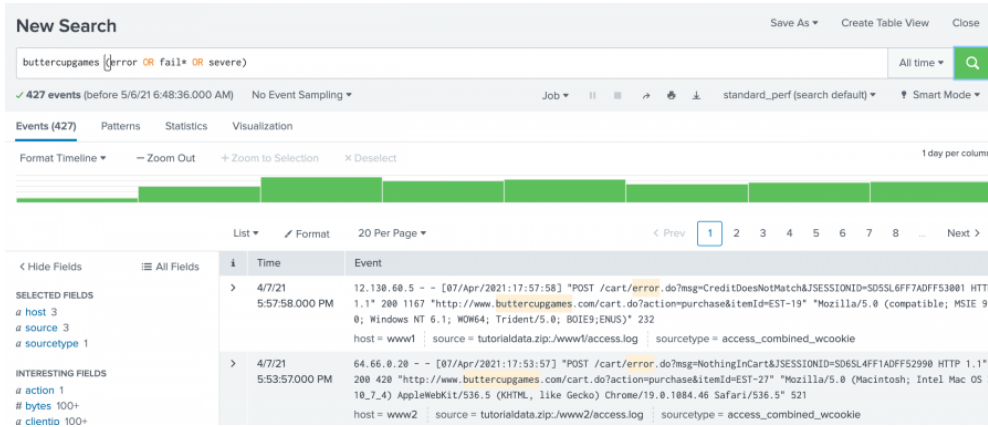 New Search
Save As ▾ Create Table View Close
buttercupgames (error OR fail* OR severe)
All time ▾
✓ 427 events (before 5/6/21 6:48:36.000 AM) No Event Sampling ▾
Job ▾ standard_perf (search default) ▾ Smart Mode ▾
Events (427) Patterns Statistics Visualization
Format Timeline ▾ — Zoom Out + Zoom to Selection × Deselect
1 day per colum
List ▾ Format 20 Per Page ▾
< Prev 1 2 3 4 5 6 7 8 ... Next >
< Hide Fields All Fields
i Time Event
SELECTED FIELDS
a host 3
a source 3
a sourcetype 1
INTERESTING FIELDS
a action 1
# bytes 100+
a clientip 100+
> 4/7/21
5:57:58.000 PM
12.130.60.5 - - [07/Apr/2021:17:57:58] "POST /cart/error.do?msg=CreditDoesNotMatch&JSESSIONID=SD5SL6FF7ADFF53001 HTT
1.1" 200 1167 "http://www.buttercupgames.com/cart.do?action=purchase&itemId=EST-19" "Mozilla/5.0 (compatible; MSIE 9
0; Windows NT 6.1; WOW64; Trident/5.0; BOIE9;ENUS)" 232
host = www1 source = tutorialdata.zip:/www1/access.log sourcetype = access_combined_wcookie
> 4/7/21
5:53:57.000 PM
64.66.0.20 - - [07/Apr/2021:17:53:57] "POST /cart/error.do?msg=NothingInCart&JSESSIONID=SD6SL4FF1ADFF52990 HTTP 1.1"
200 420 "http://www.buttercupgames.com/cart.do?action=purchase&itemId=EST-27" "Mozilla/5.0 (Macintosh; Intel Mac OS
10_7_4) AppleWebKit/536.5 (KHTML, like Gecko) Chrome/19.0.1084.46 Safari/536.5" 521
host = www2 source = tutorialdata.zip:/www2/access.log sourcetype = access_combined_wcookie